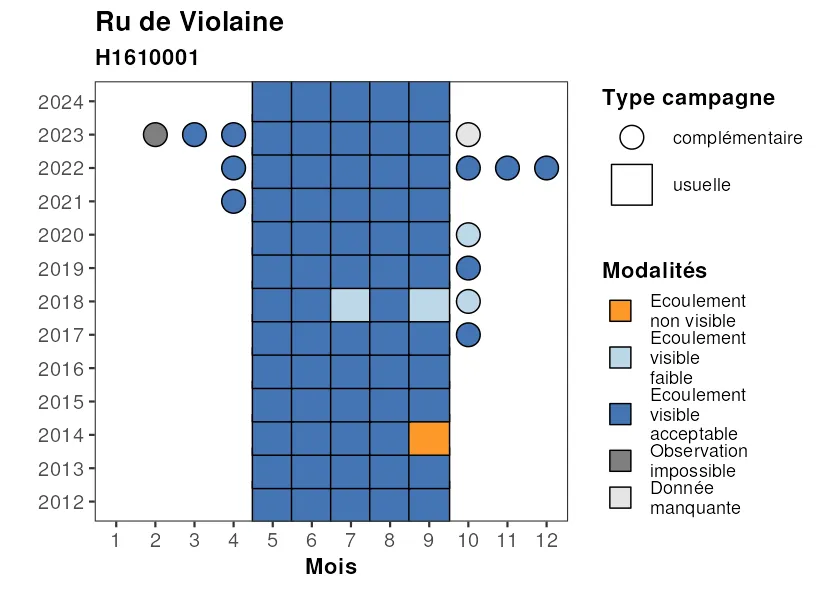 Ru de Violaine
H1610001
2024
2023
2022
2021
2020
2019
2018
2017
2016
2015
2014
2013
2012
1 2 3 4 5 6 7 8 9 10 11 12
Mois
Type campagne
complémentaire
usuelle
Modalités
Ecoulement
non visible
Ecoulement
visible
faible
Ecoulement
visible
acceptable
Observation
impossible
Donnée
manquante